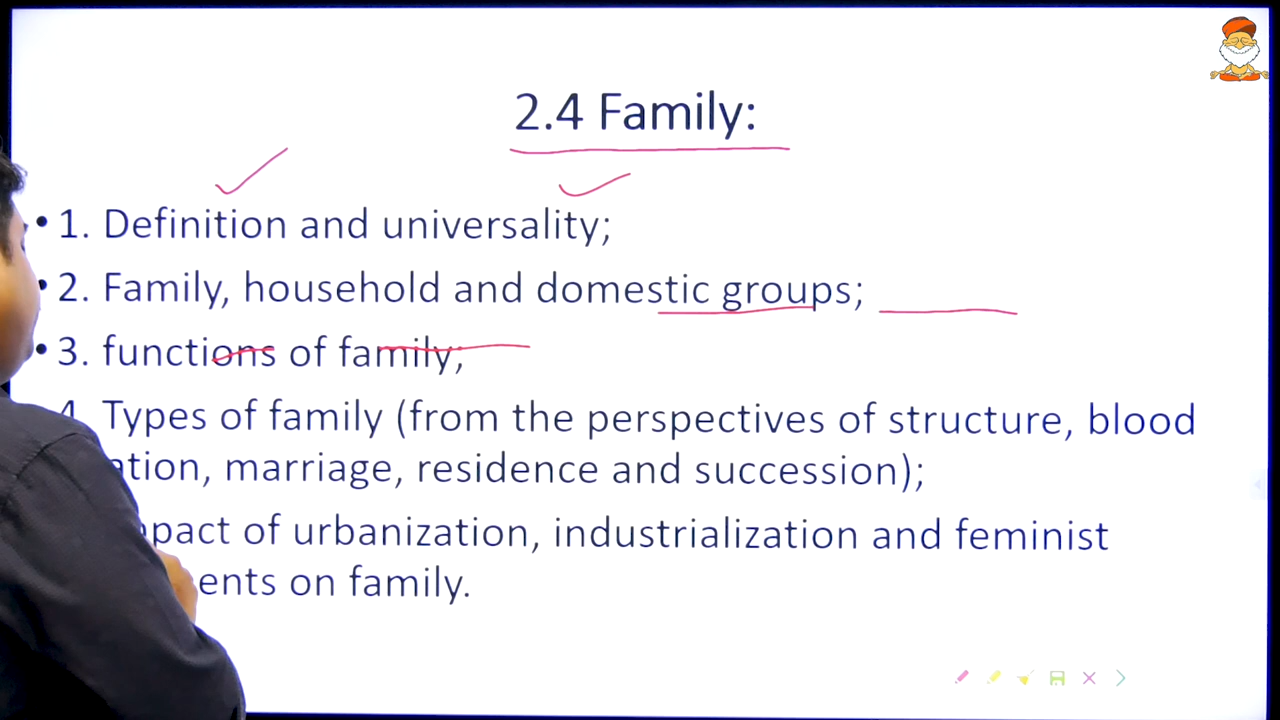 2.4 Family:
• 1. Definition and universality;
• 2. Family, household and domestic groups;
• 3. functions of family;
4. Types of family (from the perspectives of structure, blood
ation, marriage, residence and succession);
pact of urbanization, industrialization and feminist
ents on family.